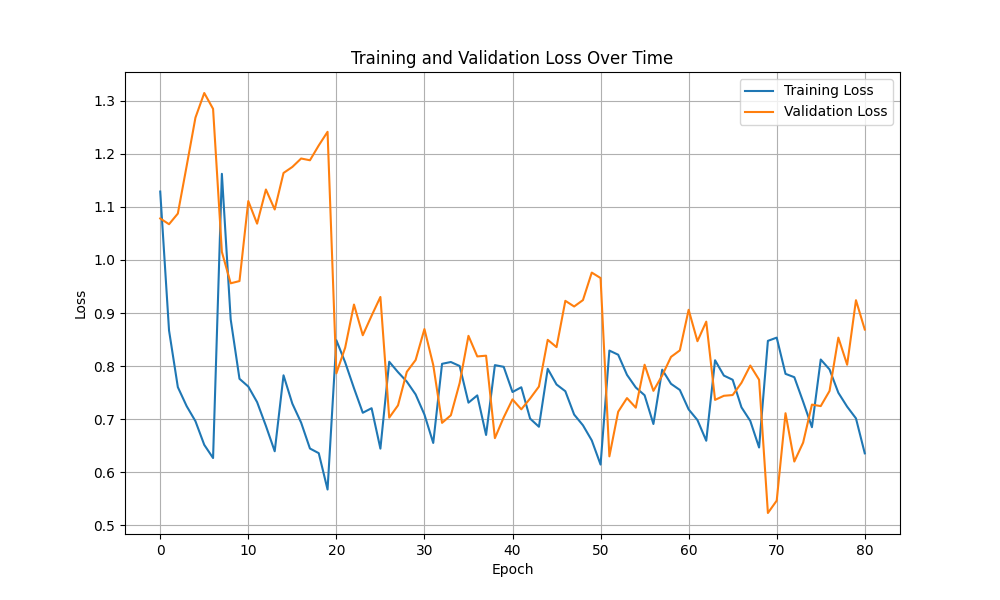 Training and Validation Loss Over Time
Training Loss
Validation Loss
1.3
1.2
1.1
1.0
0.9
0.8
0.7
0.6
0.5
Loss
0 10 20 30 40 50 60 70 80
Epoch